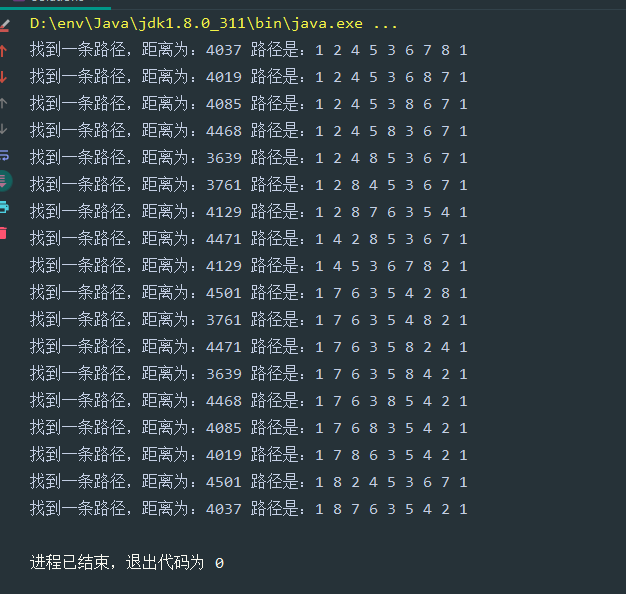 D:\env\Java\jdk1.8.0_311\bin\java.exe ...
找到一条路径，距离为：4037 路径是：1 2 4 5 3 6 7 8 1
找到一条路径，距离为：4019 路径是：1 2 4 5 3 6 8 7 1
找到一条路径，距离为：4085 路径是：1 2 4 5 3 8 6 7 1
找到一条路径，距离为：4468 路径是：1 2 4 5 8 3 6 7 1
找到一条路径，距离为：3639 路径是：1 2 4 8 5 3 6 7 1
找到一条路径，距离为：3761 路径是：1 2 8 4 5 3 6 7 1
找到一条路径，距离为：4129 路径是：1 2 8 7 6 3 5 4 1
找到一条路径，距离为：4471 路径是：1 4 2 8 5 3 6 7 1
找到一条路径，距离为：4129 路径是：1 4 5 3 6 7 8 2 1
找到一条路径，距离为：4501 路径是：1 7 6 3 5 4 2 8 1
找到一条路径，距离为：3761 路径是：1 7 6 3 5 4 8 2 1
找到一条路径，距离为：4471 路径是：1 7 6 3 5 8 2 4 1
找到一条路径，距离为：3639 路径是：1 7 6 3 5 8 4 2 1
找到一条路径，距离为：4468 路径是：1 7 6 3 8 5 4 2 1
找到一条路径，距离为：4085 路径是：1 7 6 8 3 5 4 2 1
找到一条路径，距离为：4019 路径是：1 7 8 6 3 5 4 2 1
找到一条路径，距离为：4501 路径是：1 8 2 4 5 3 6 7 1
找到一条路径，距离为：4037 路径是：1 8 7 6 3 5 4 2 1
进程已结束，退出代码为 0